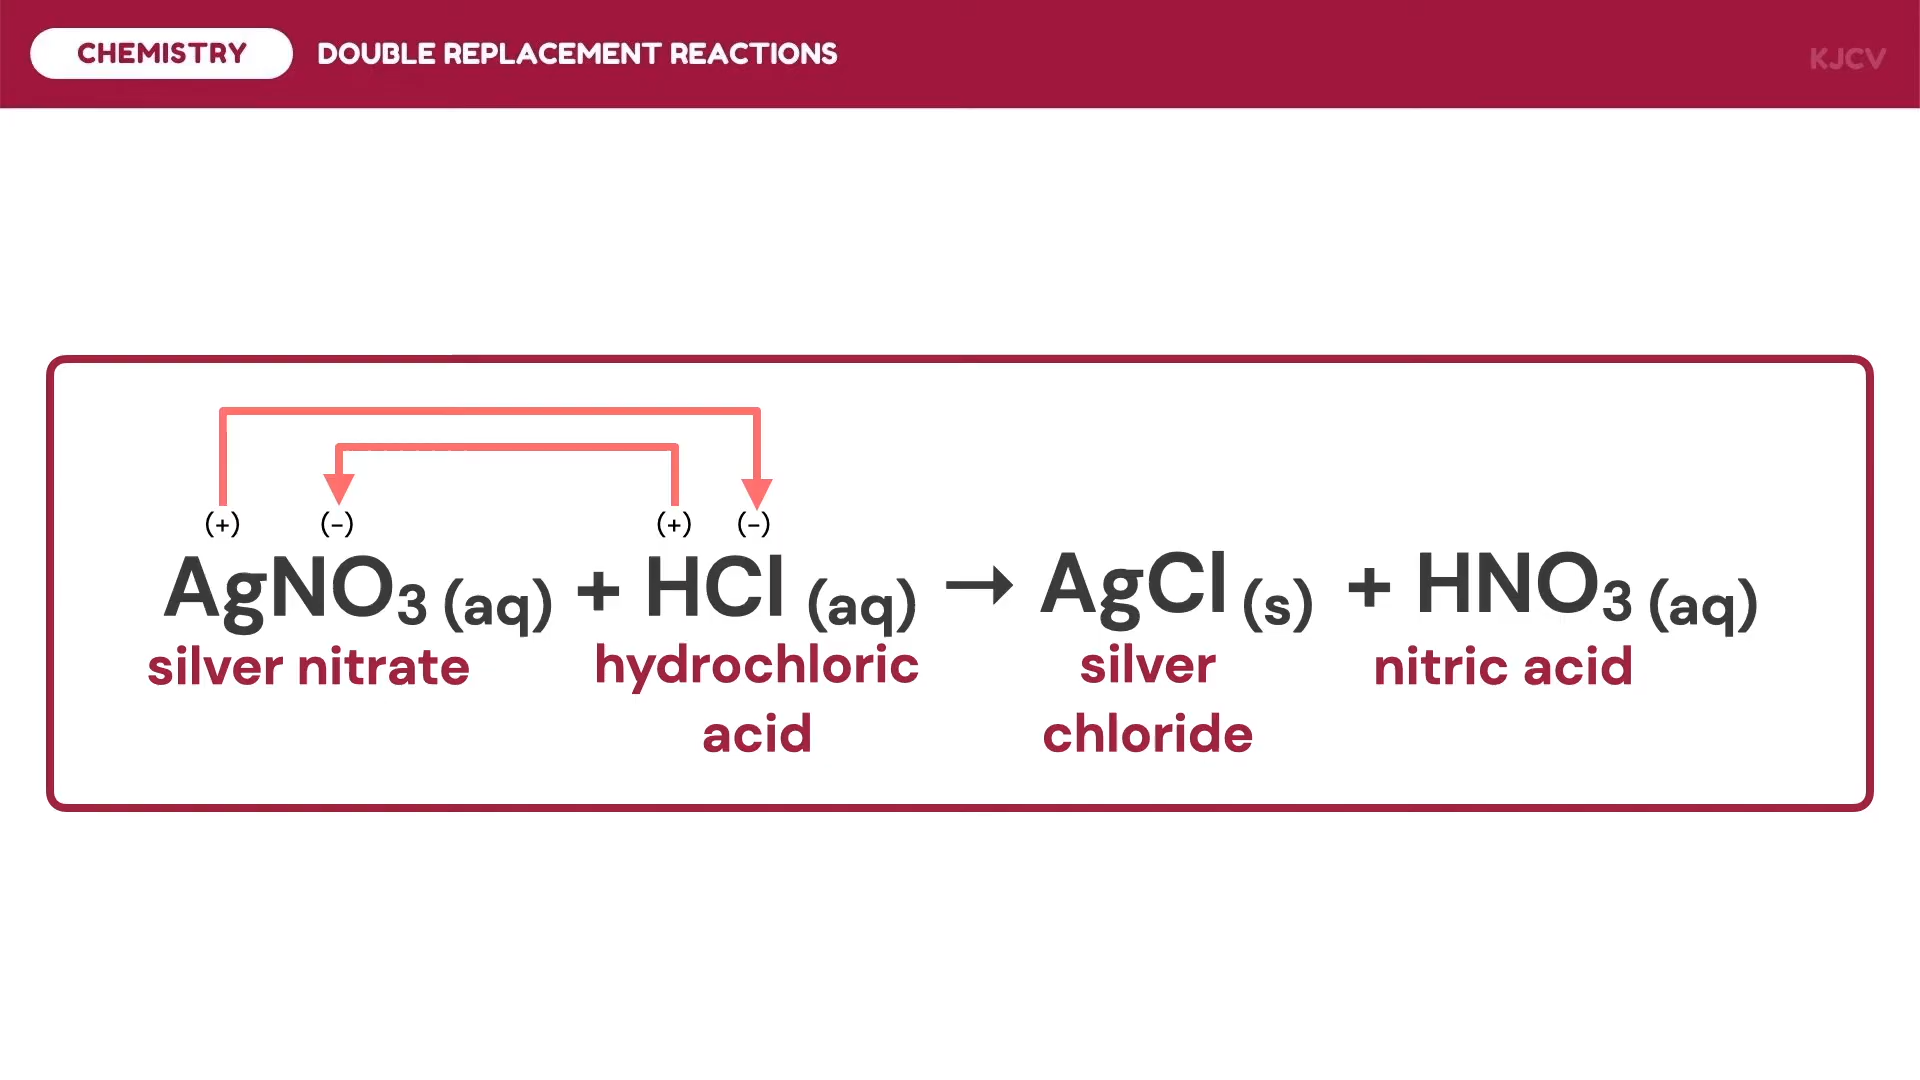 CHEMISTRY DOUBLE REPLACEMENT REACTIONS KJCV
(+) (-) (+) (-)
AgNO₃ (aq) + HCl (aq) → AgCl (s) + HNO₃ (aq)
silver nitrate hydrochloric acid silver chloride nitric acid